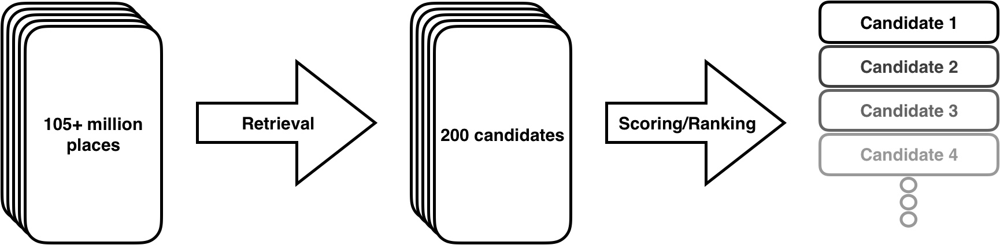 105+ million
places
Retrieval
200 candidates
Scoring/Ranking
Candidate 1
Candidate 2
Candidate 3
Candidate 4